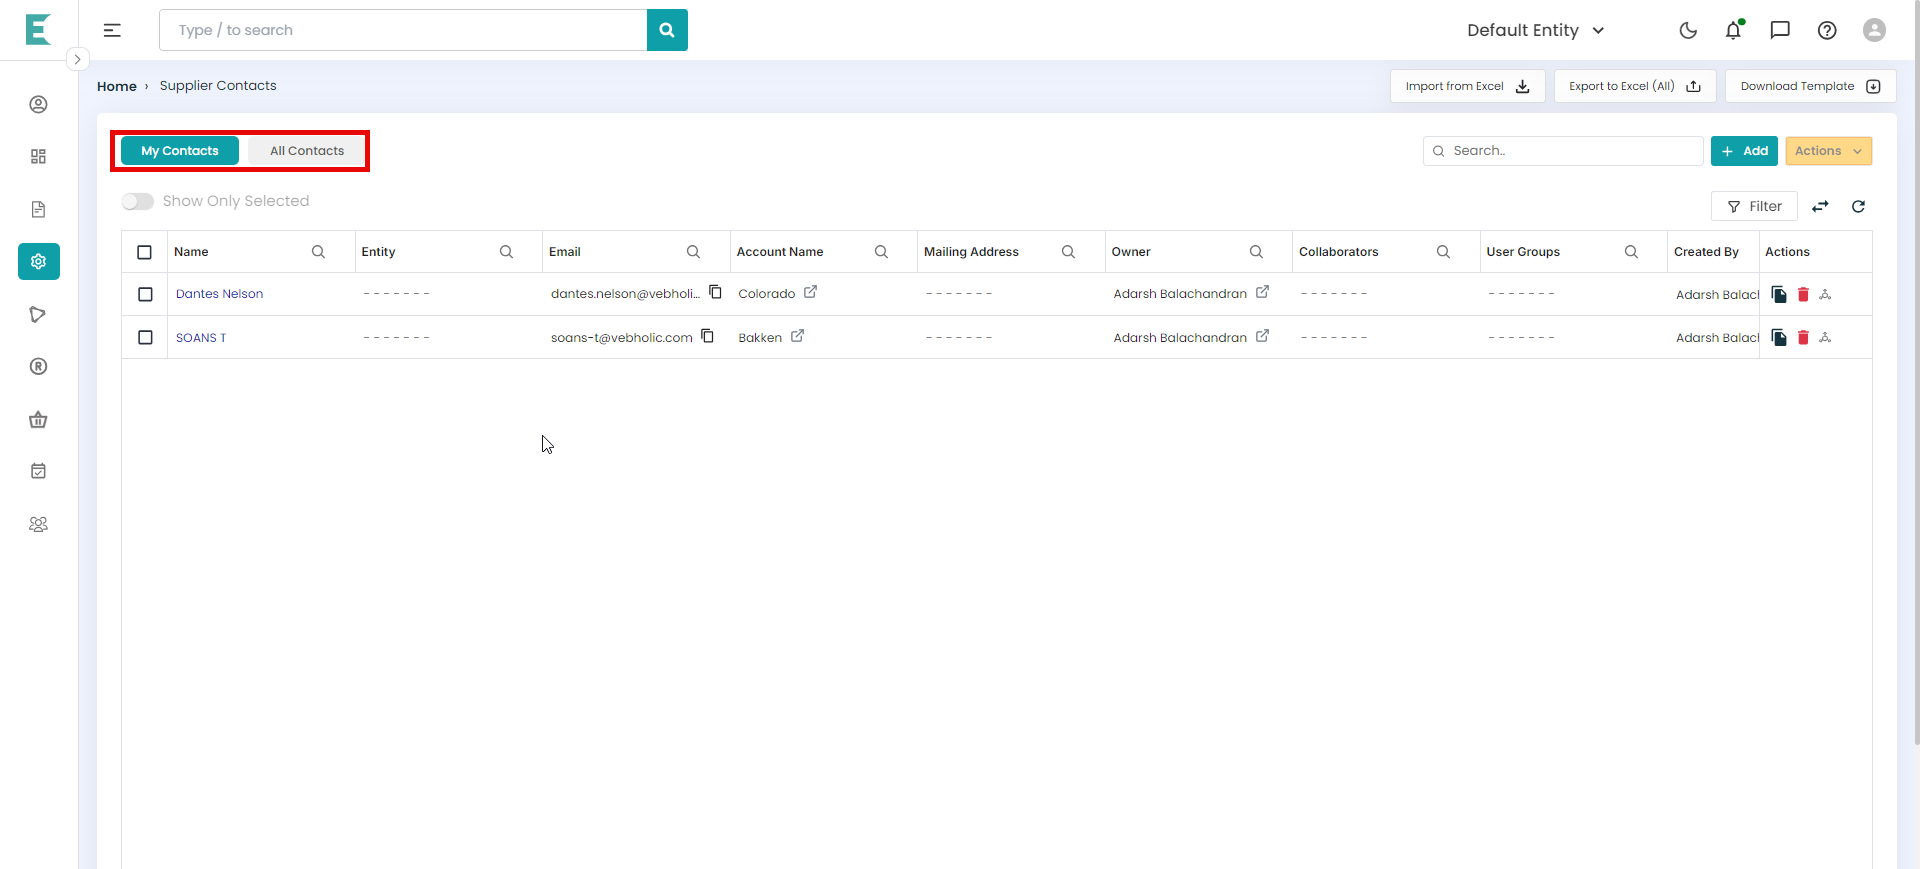 E
Type / to search
Default Entity
Home › Supplier Contacts
Import from Excel
Export to Excel (All)
Download Template
My Contacts
All Contacts
Search..
+ Add
Actions
Show Only Selected
Filter
Name Entity Email Account Name Mailing Address Owner Collaborators User Groups Created By Actions
Dantes Nelson - - - - - - - dantes.nelson@vebholi... Colorado - - - - - - - Adarsh Balachandran - - - - - - - - - - - - - - Adarsh Balach
SOANS T - - - - - - - soans-t@vebholic.com Bakken - - - - - - - Adarsh Balachandran - - - - - - - - - - - - - - Adarsh Balach